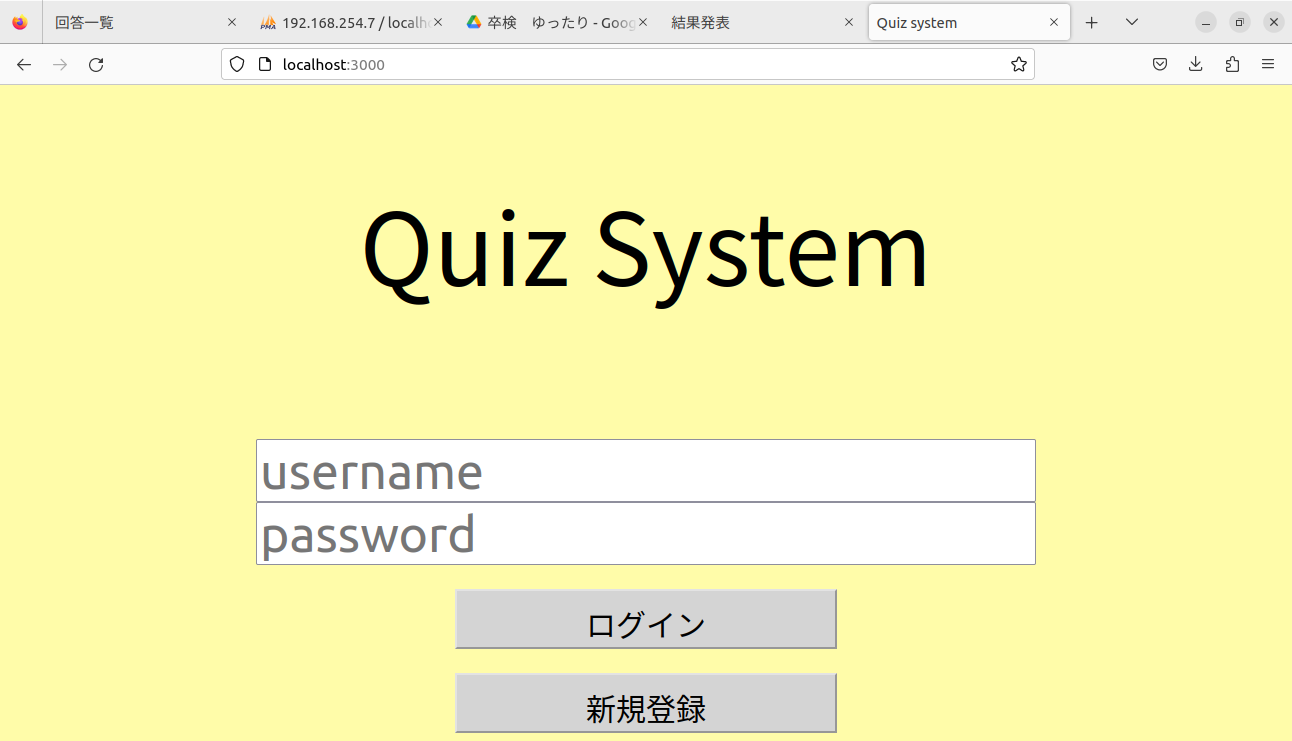 回答一覧
192.168.254.7 / localh
卒検 ゆったり - Goog
結果発表
Quiz system
localhost:3000
Quiz System
username
password
ログイン
新規登録